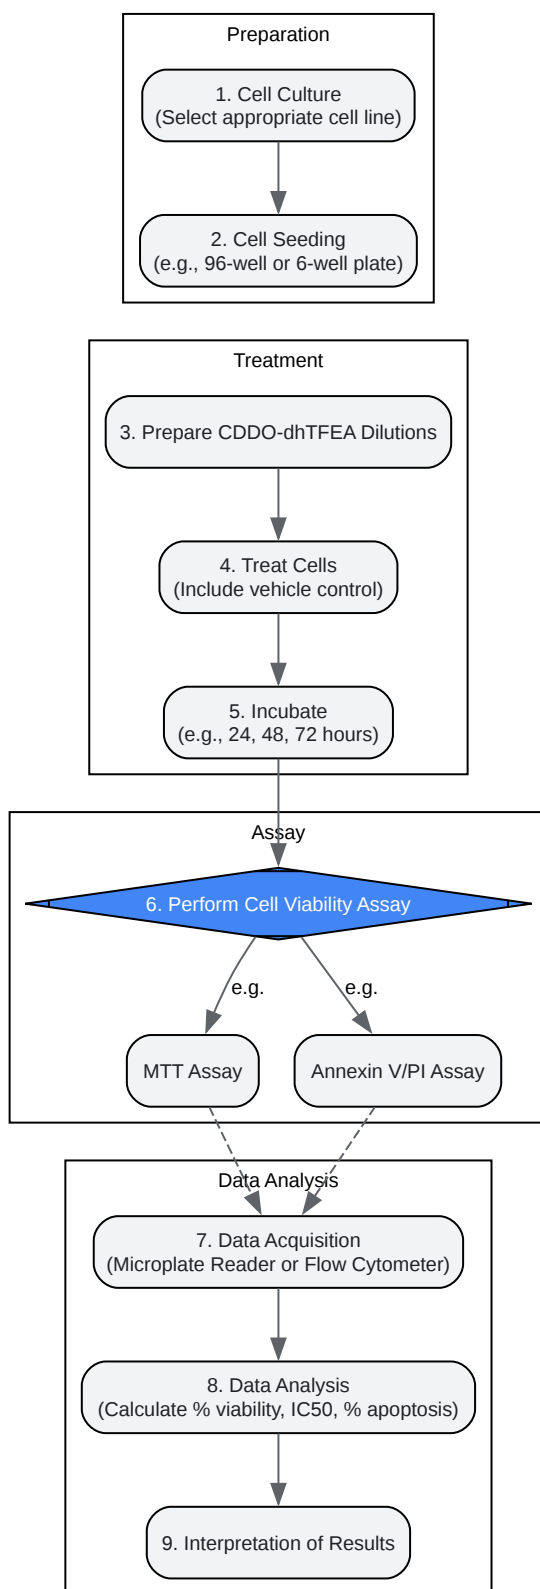 Preparation
1. Cell Culture
(Select appropriate cell line)
2. Cell Seeding
(e.g., 96-well or 6-well plate)
Treatment
3. Prepare CDDO-dhTFEA Dilutions
4. Treat Cells
(Include vehicle control)
5. Incubate
(e.g., 24, 48, 72 hours)
Assay
6. Perform Cell Viability Assay
e.g.
e.g.
MTT Assay
Annexin V/PI Assay
Data Analysis
7. Data Acquisition
(Microplate Reader or Flow Cytometer)
8. Data Analysis
(Calculate % viability, IC50, % apoptosis)
9. Interpretation of Results